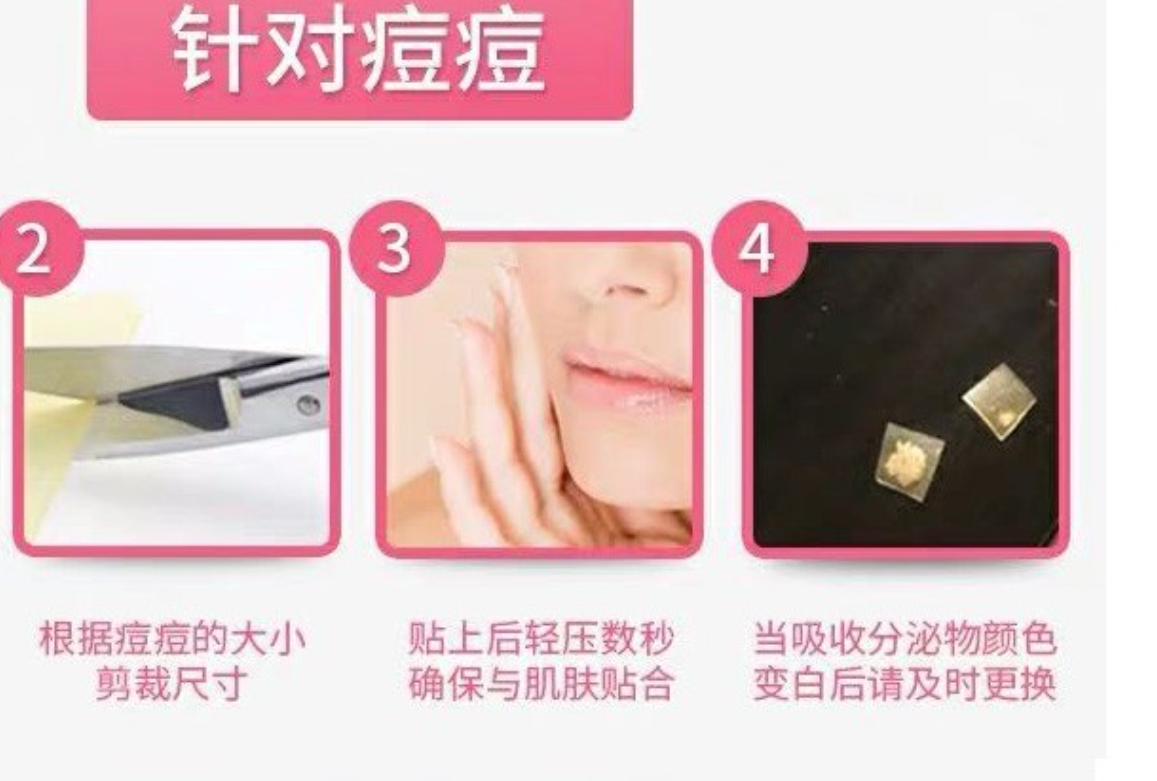 针对痘痘
2
3
4
根据痘痘的大小
剪裁尺寸
贴上后轻压数秒
确保与肌肤贴合
当吸收分泌物颜色
变白后请及时更换